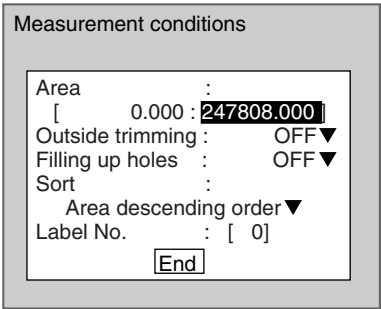 Measurement conditions
Area :
[ 0.000 : 247808.000 ]
Outside trimming : OFF▼
Filling up holes : OFF▼
Sort :
Area descending order▼
Label No. : [ 0]
End